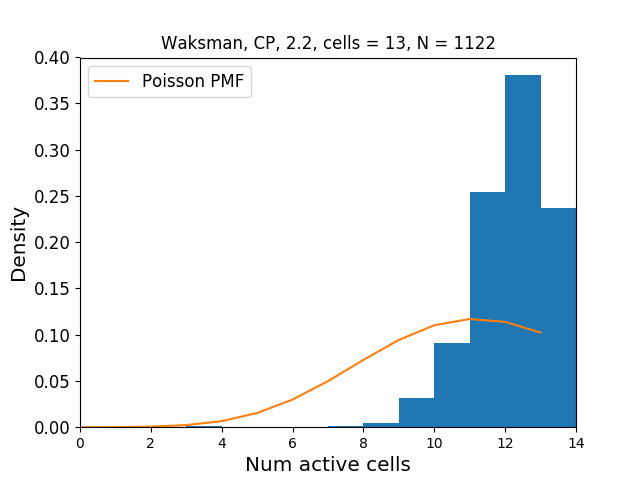 Waksman, CP, 2.2, cells = 13, N = 1122
Poisson PMF
0.40
0.35
0.30
0.25
0.20
0.15
0.10
0.05
0.00
Density
0 2 4 6 8 10 12 14
Num active cells